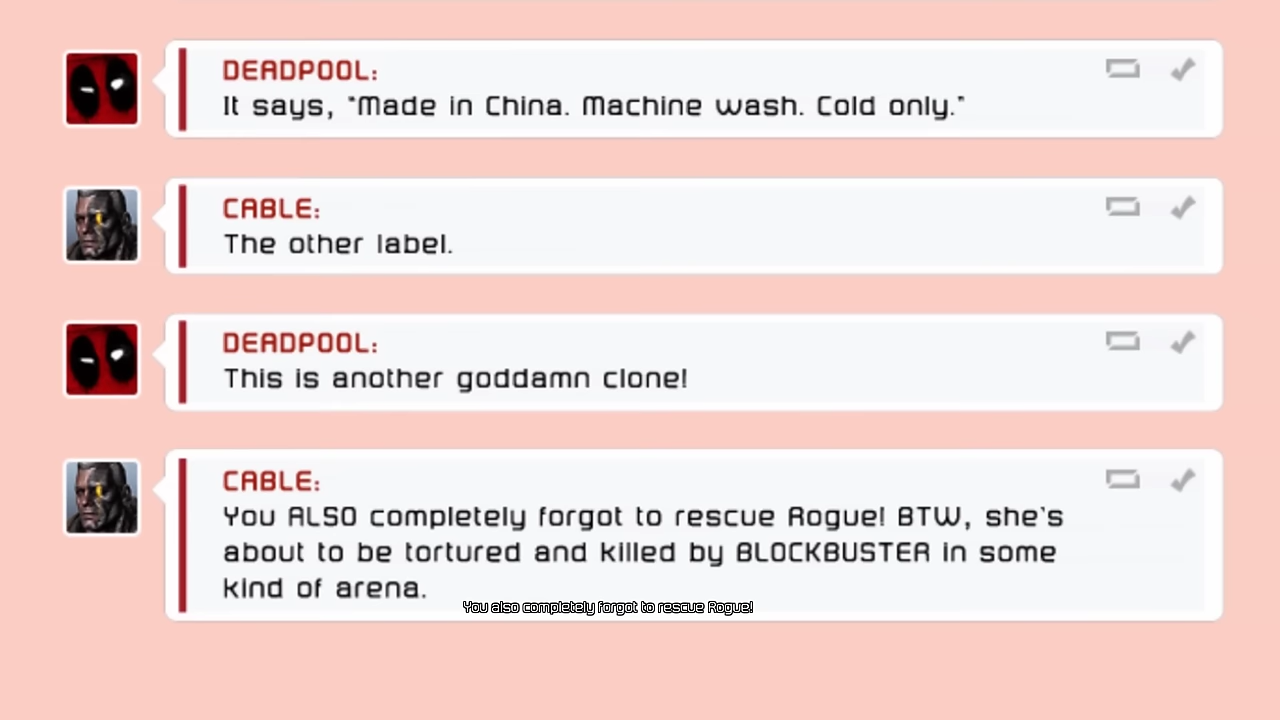 DEADPOOL:
It says, "Made in China. Machine wash. Cold only."
CABLE:
The other label.
DEADPOOL:
This is another goddamn clone!
CABLE:
You ALSO completely forgot to rescue Rogue! BTW, she's
about to be tortured and killed by BLOCKBUSTER in some
kind of arena.
You also completely forgot to rescue Rogue!